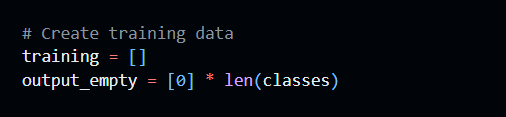 # Create training data
training = []
output_empty = [0] * len(classes)